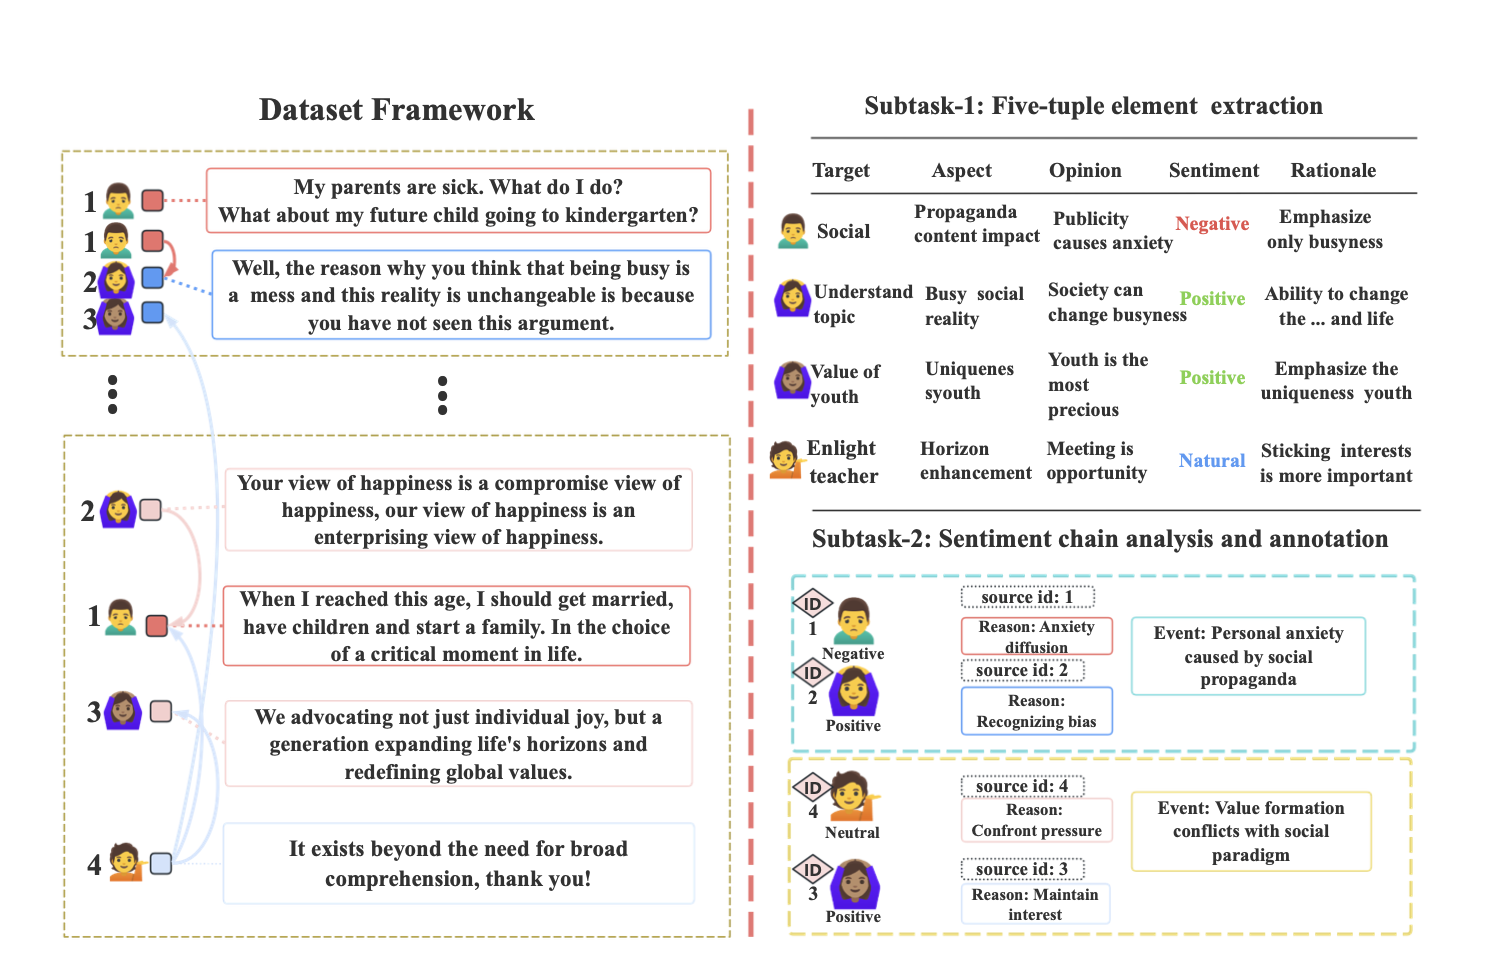 Dataset Framework
1
My parents are sick. What do I do?
What about my future child going to kindergarten?
1
2
3
Well, the reason why you think that being busy is
a mess and this reality is unchangeable is because
you have not seen this argument.
2
Your view of happiness is a compromise view of
happiness, our view of happiness is an
enterprising view of happiness.
1
When I reached this age, I should get married,
have children and start a family. In the choice
of a critical moment in life.
3
We advocating not just individual joy, but a
generation expanding life's horizons and
redefining global values.
4
It exists beyond the need for broad
comprehension, thank you!
Subtask-1: Five-tuple element extraction
Target Aspect Opinion Sentiment Rationale
Social
Propaganda
content impact
Publicity
causes anxiety
Negative
Emphasize
only busyness
Understand
topic
Busy social
reality
Society can
change busyness
Positive
Ability to change
the ... and life
Value of
youth
Uniquenes
syouth
Youth is the
most
precious
Positive
Emphasize the
uniqueness youth
Enlight
teacher
Horizon
enhancement
Meeting is
opportunity
Natural
Sticking interests
is more important
Subtask-2: Sentiment chain analysis and annotation
ID
1
Negative
source id: 1
Reason: Anxiety
diffusion
ID
2
Positive
source id: 2
Reason:
Recognizing bias
Event: Personal anxiety
caused by social
propaganda
ID
4
Neutral
source id: 4
Reason:
Confront pressure
ID
3
Positive
source id: 3
Reason: Maintain
interest
Event: Value formation
conflicts with social
paradigm